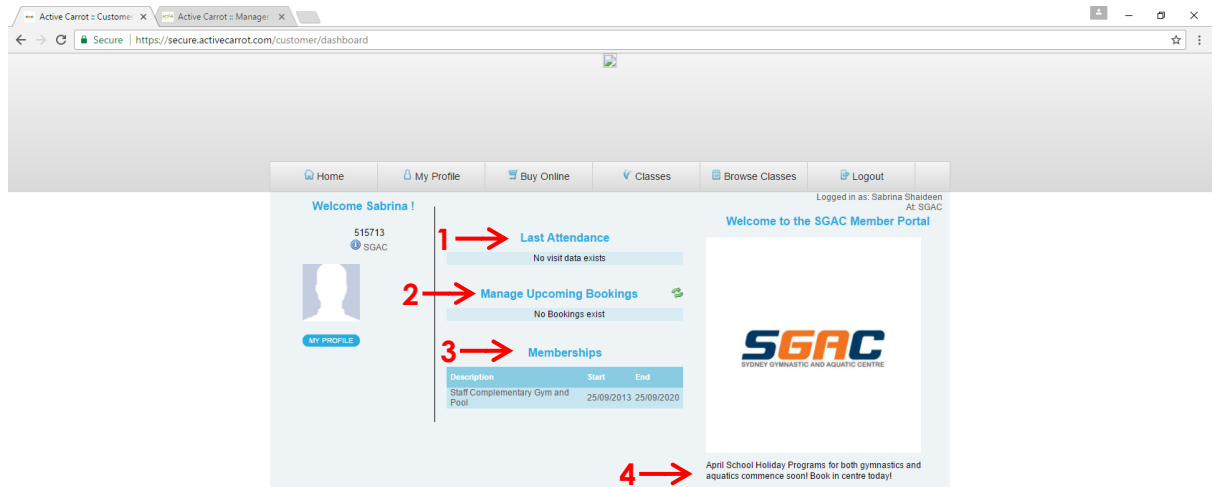 Active Carrot :: Customer
Active Carrot :: Manager
Secure | https://secure.activecarrot.com/customer/dashboard
Home My Profile Buy Online Classes Browse Classes Logout
Logged in as: Sabrina Shaideen
At: SGAC
Welcome Sabrina !
515713
SGAC
MY PROFILE
1 Last Attendance
No visit data exists
2 Manage Upcoming Bookings
No Bookings exist
3 Memberships
Description Start End
Staff Complementary Gym and
Pool 25/09/2013 25/09/2020
Welcome to the SGAC Member Portal
SGAC
SYDNEY GYMNASTIC AND AQUATIC CENTRE
4 April School Holiday Programs for both gymnastics and
aquatics commence soon! Book in centre today!